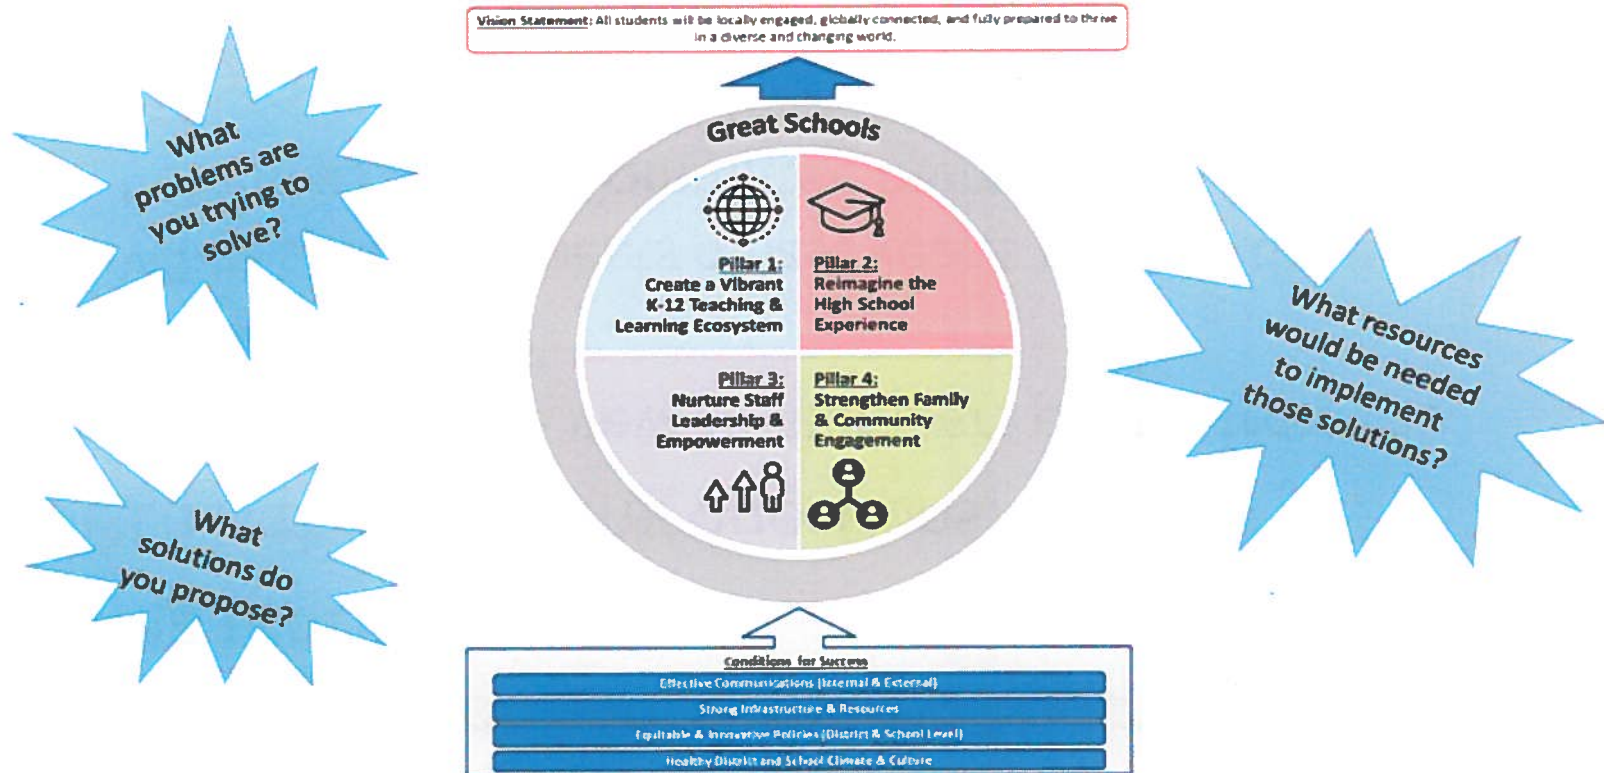 Vision Statement: All students will be locally engaged, globally connected, and fully prepared to thrive
in a diverse and changing world.
What
problems are
you trying to
solve?
Great Schools
Pillar 1:
Create a Vibrant
K-12 Teaching &
Learning Ecosystem
Pillar 2:
Reimagine the
High School
Experience
Pillar 3:
Nurture Staff
Leadership &
Empowerment
Pillar 4:
Strengthen Family
& Community
Engagement
What
solutions do
you propose?
What resources
would be needed
to implement
those solutions?
Conditions for Success
Effective Communications (Internal & External)
Strong Infrastructure & Resources
Equitable & Innovative Policies (District & School Level)
Healthy District and School Climate & Culture